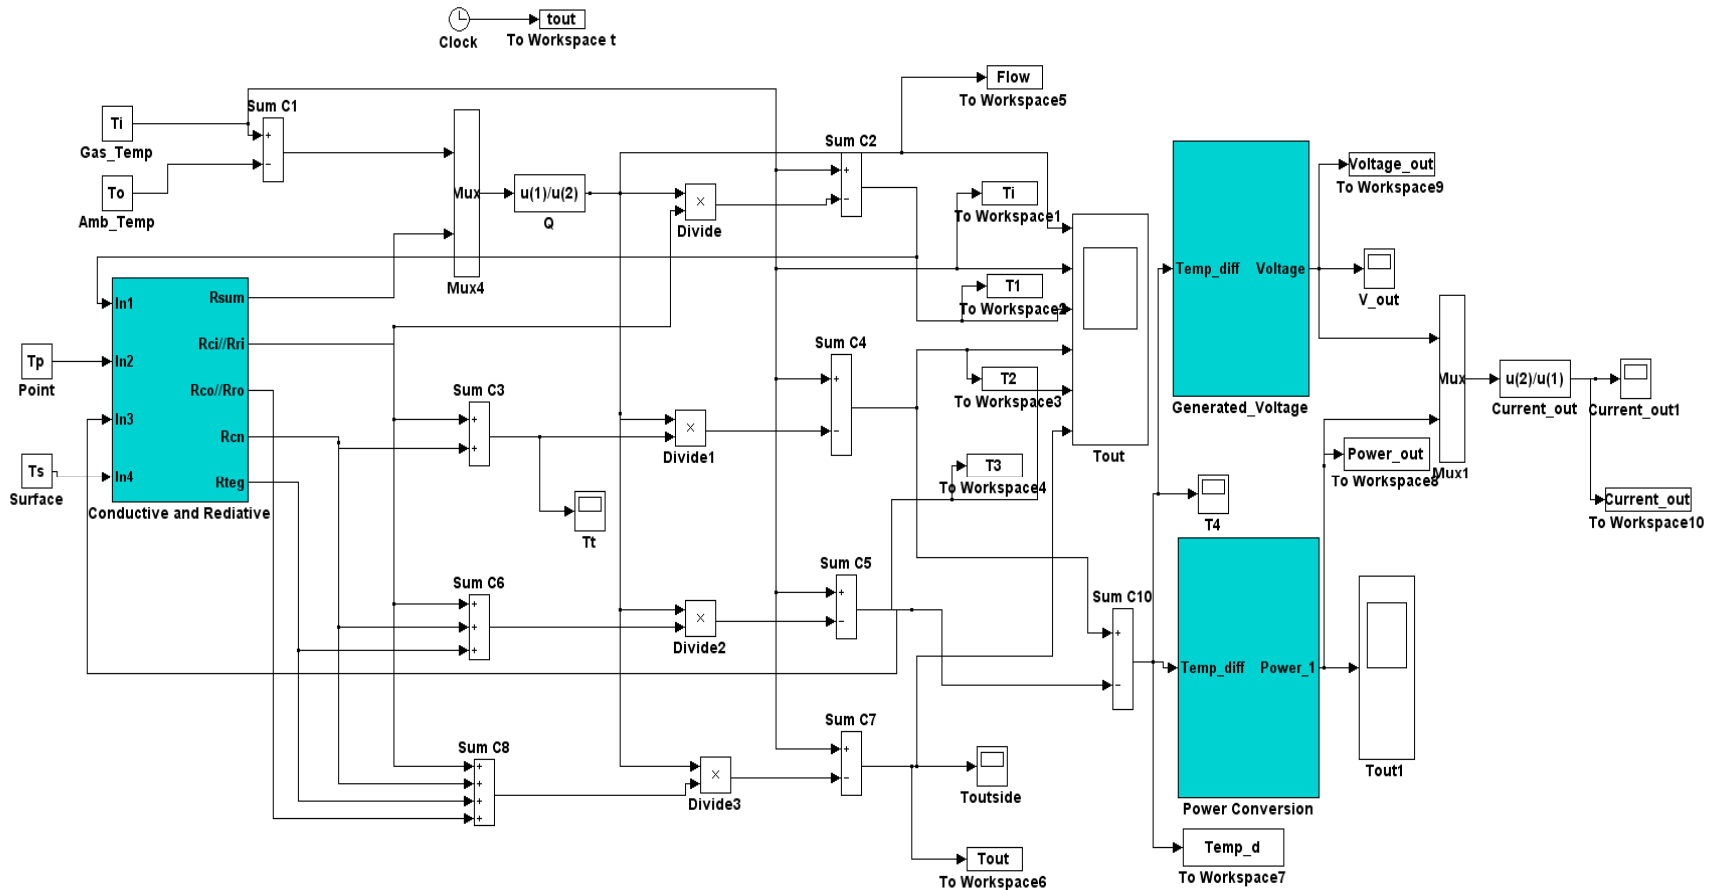 tout
Clock
To Workspace t
Flow
To Workspace5
Sum C1
Ti
+
−
Gas_Temp
To
Amb_Temp
Mux
Mux4
u(1)/u(2)
Q
×
Divide
Sum C2
+
−
Ti
To Workspace1
T1
To Workspace2
Voltage_out
To Workspace9
Temp_diff
Voltage
Generated_Voltage
V_out
In1
In2
In3
In4
Rsum
Rci//Rri
Rco//Rro
Rcn
Rteg
Conductive and Rediative
Tp
Point
Ts
Surface
Sum C3
+
+
Tt
×
Divide1
Sum C4
+
−
T2
To Workspace3
T3
To Workspace4
Tout
Mux
Mux1
u(2)/u(1)
Current_out
Current_out1
Power_out
To Workspace8
Current_out
To Workspace10
T4
Sum C6
+
+
+
×
Divide2
Sum C5
+
−
Sum C10
+
−
Temp_diff
Power_1
Power Conversion
Tout1
Sum C8
+
+
+
+
×
Divide3
Sum C7
+
−
Toutside
Tout
To Workspace6
Temp_d
To Workspace7